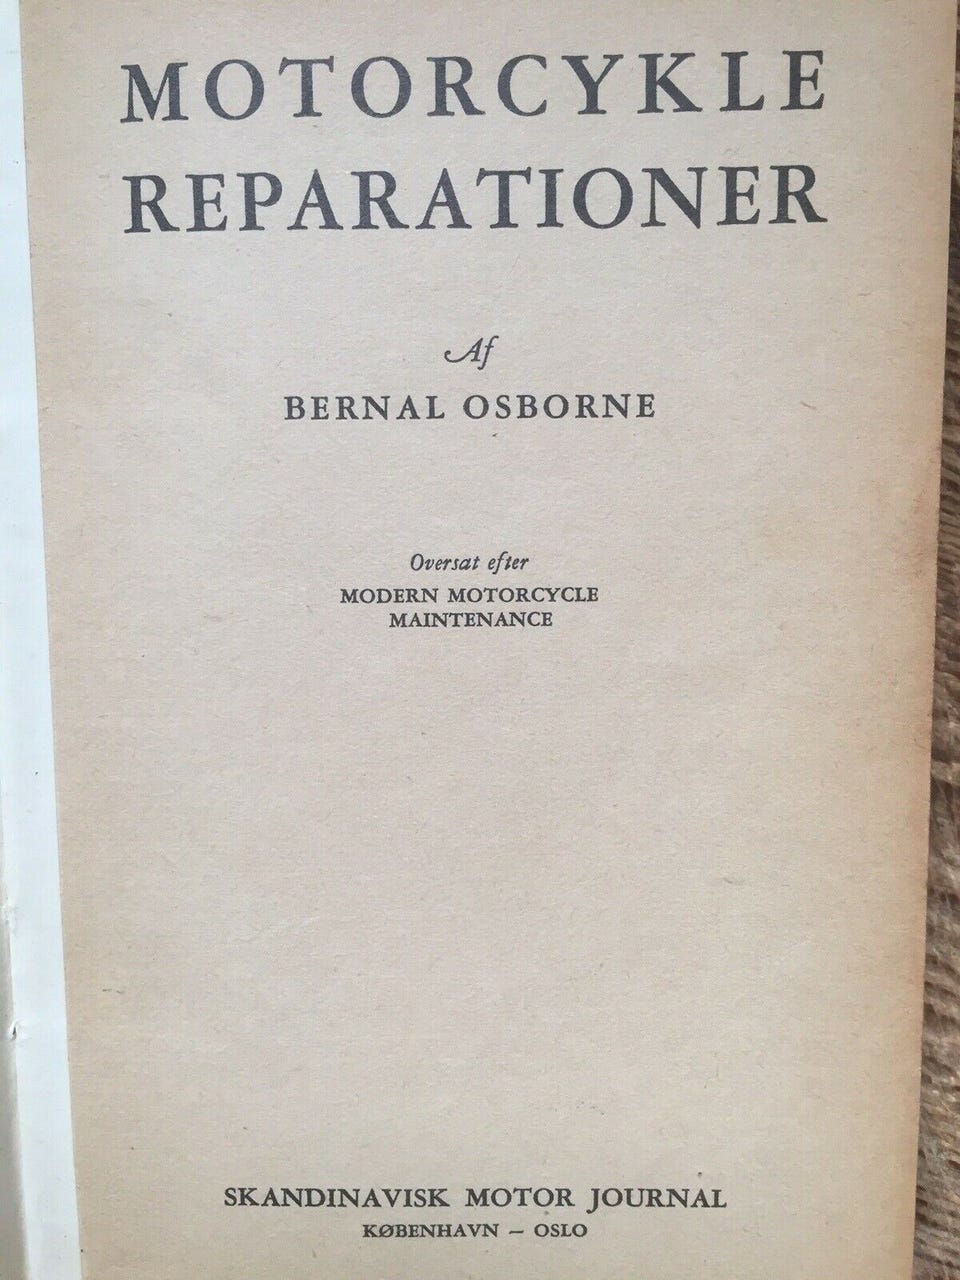 MOTORCYKLE
REPARATIONER
Af
BERNAL OSBORNE
Oversat efter
MODERN MOTORCYCLE
MAINTENANCE
SKANDINAVISK MOTOR JOURNAL
KØBENHAVN — OSLO